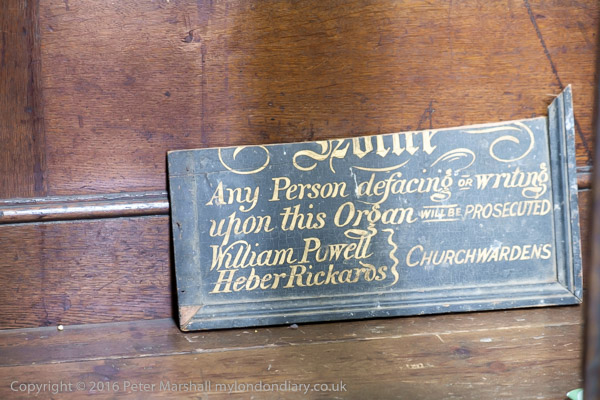 Notice
Any Person defacing or writing
upon this Organ WILL BE PROSECUTED
William Powell
Heber Rickards } CHURCHWARDENS
Copyright © 2016 Peter Marshall mylondondiary.co.uk